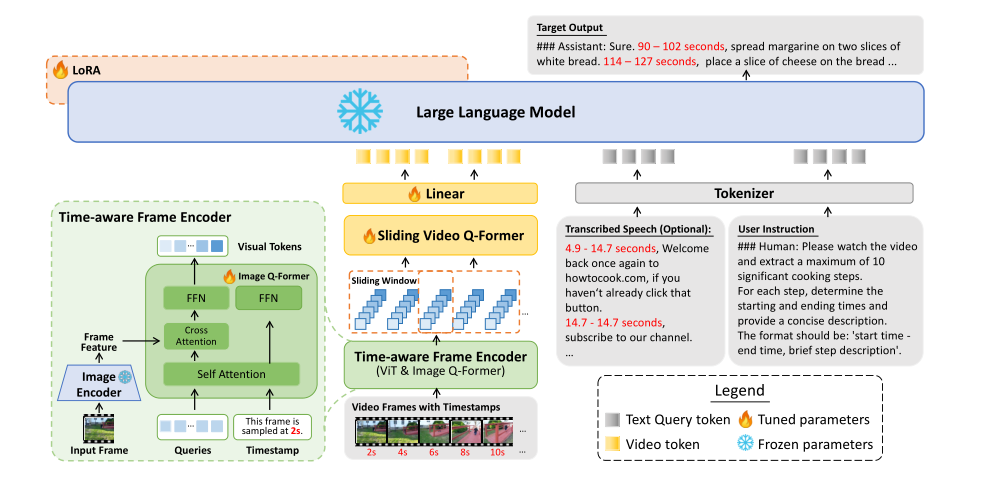 Target Output
### Assistant: Sure. 90 – 102 seconds, spread margarine on two slices of
white bread. 114 – 127 seconds, place a slice of cheese on the bread ...
LoRA
Large Language Model
Linear
Tokenizer
Sliding Video Q-Former
Sliding Window
...
Time-aware Frame Encoder
(ViT & Image Q-Former)
Video Frames with Timestamps
...
2s 4s 6s 8s 10s ...
Time-aware Frame Encoder
...
Visual Tokens
Image Q-Former
FFN
FFN
Cross
Attention
Frame
Feature
Self Attention
Image
Encoder
...
This frame is
sampled at 2s.
Input Frame
Queries
Timestamp
Transcribed Speech (Optional):
4.9 - 14.7 seconds, Welcome
back once again to
howtocook.com, if you
haven't already click that
button.
14.7 - 14.7 seconds,
subscribe to our channel.
...
User Instruction
### Human: Please watch the video
and extract a maximum of 10
significant cooking steps.
For each step, determine the
starting and ending times and
provide a concise description.
The format should be: 'start time -
end time, brief step description'.
Legend
Text Query token
Tuned parameters
Video token
Frozen parameters